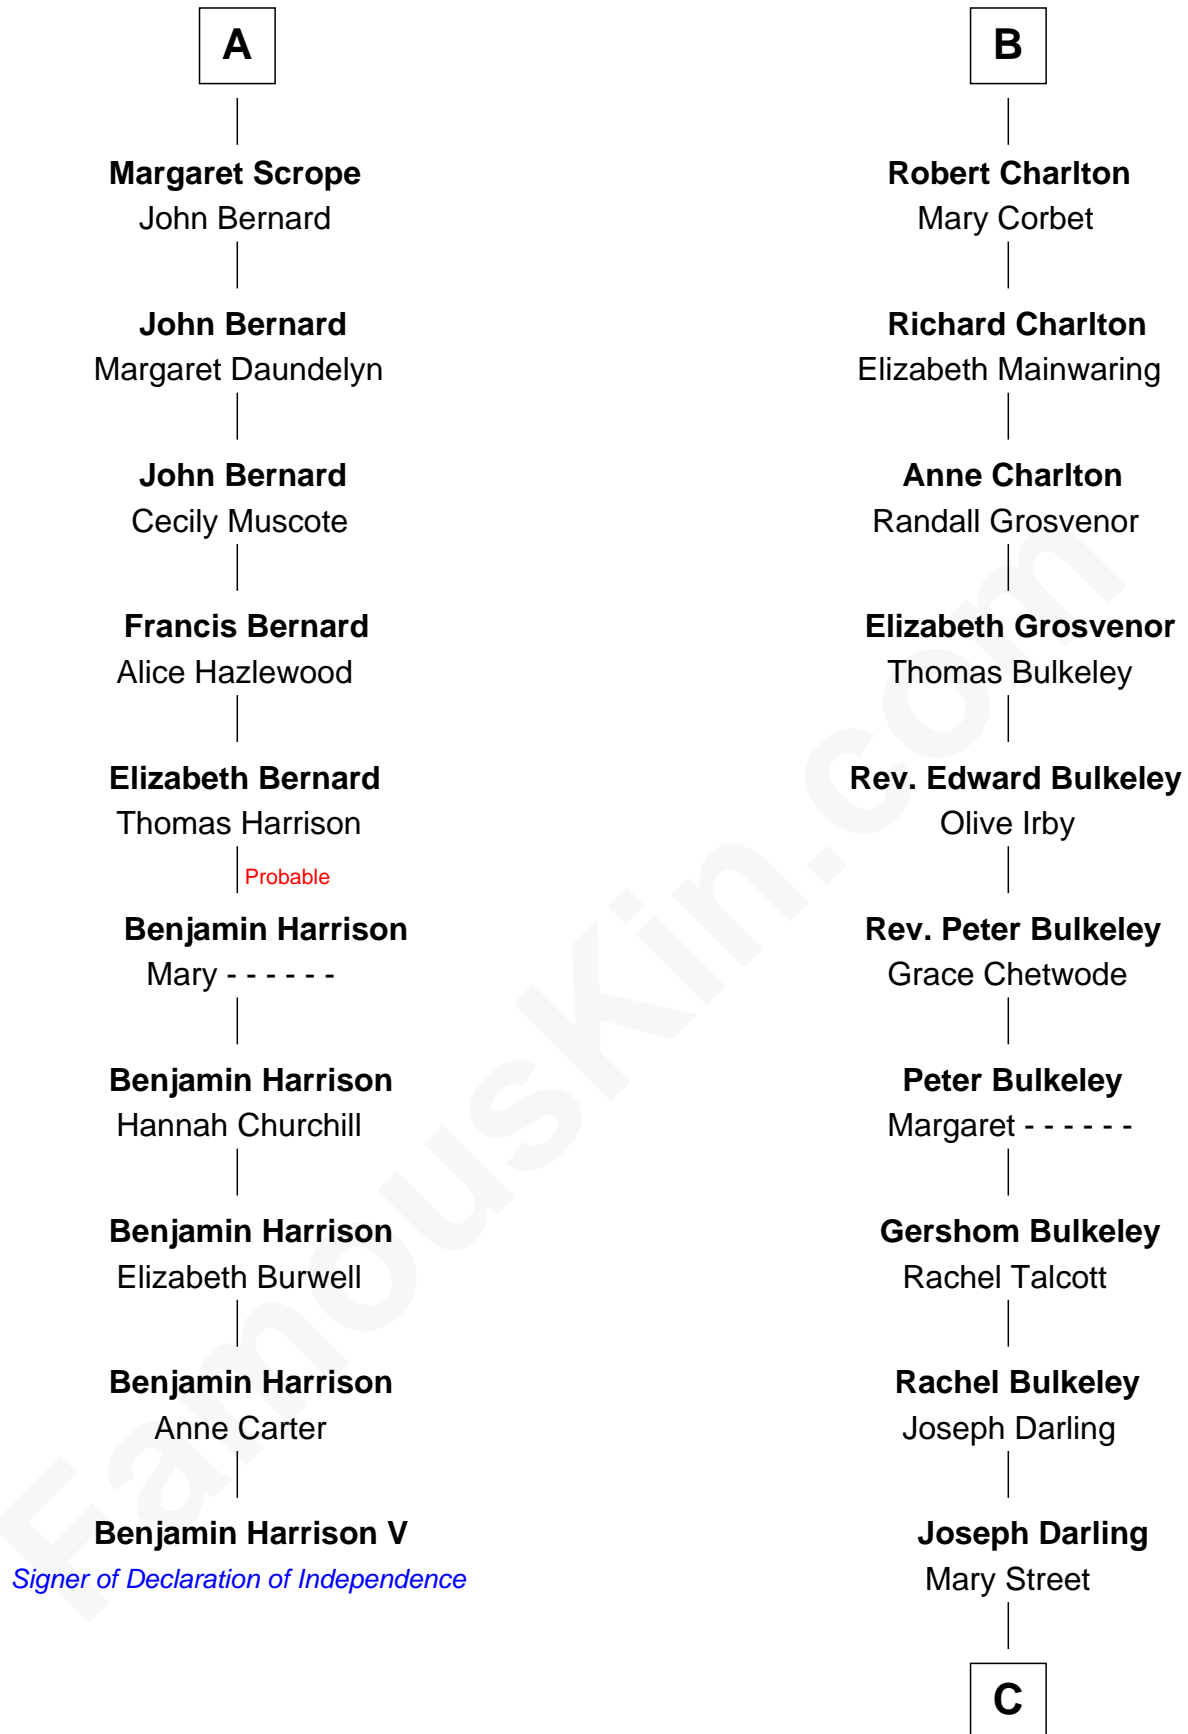 A
Margaret Scrope
John Bernard
John Bernard
Margaret Daundelyn
John Bernard
Cecily Muscote
Francis Bernard
Alice Hazlewood
Elizabeth Bernard
Thomas Harrison
Probable
Benjamin Harrison
Mary - - - - - -
Benjamin Harrison
Hannah Churchill
Benjamin Harrison
Elizabeth Burwell
Benjamin Harrison
Anne Carter
Benjamin Harrison V
Signer of Declaration of Independence
B
Robert Charlton
Mary Corbet
Richard Charlton
Elizabeth Mainwaring
Anne Charlton
Randall Grosvenor
Elizabeth Grosvenor
Thomas Bulkeley
Rev. Edward Bulkeley
Olive Irby
Rev. Peter Bulkeley
Grace Chetwode
Peter Bulkeley
Margaret - - - - - -
Gershom Bulkeley
Rachel Talcott
Rachel Bulkeley
Joseph Darling
Joseph Darling
Mary Street
C
FamousKin.com